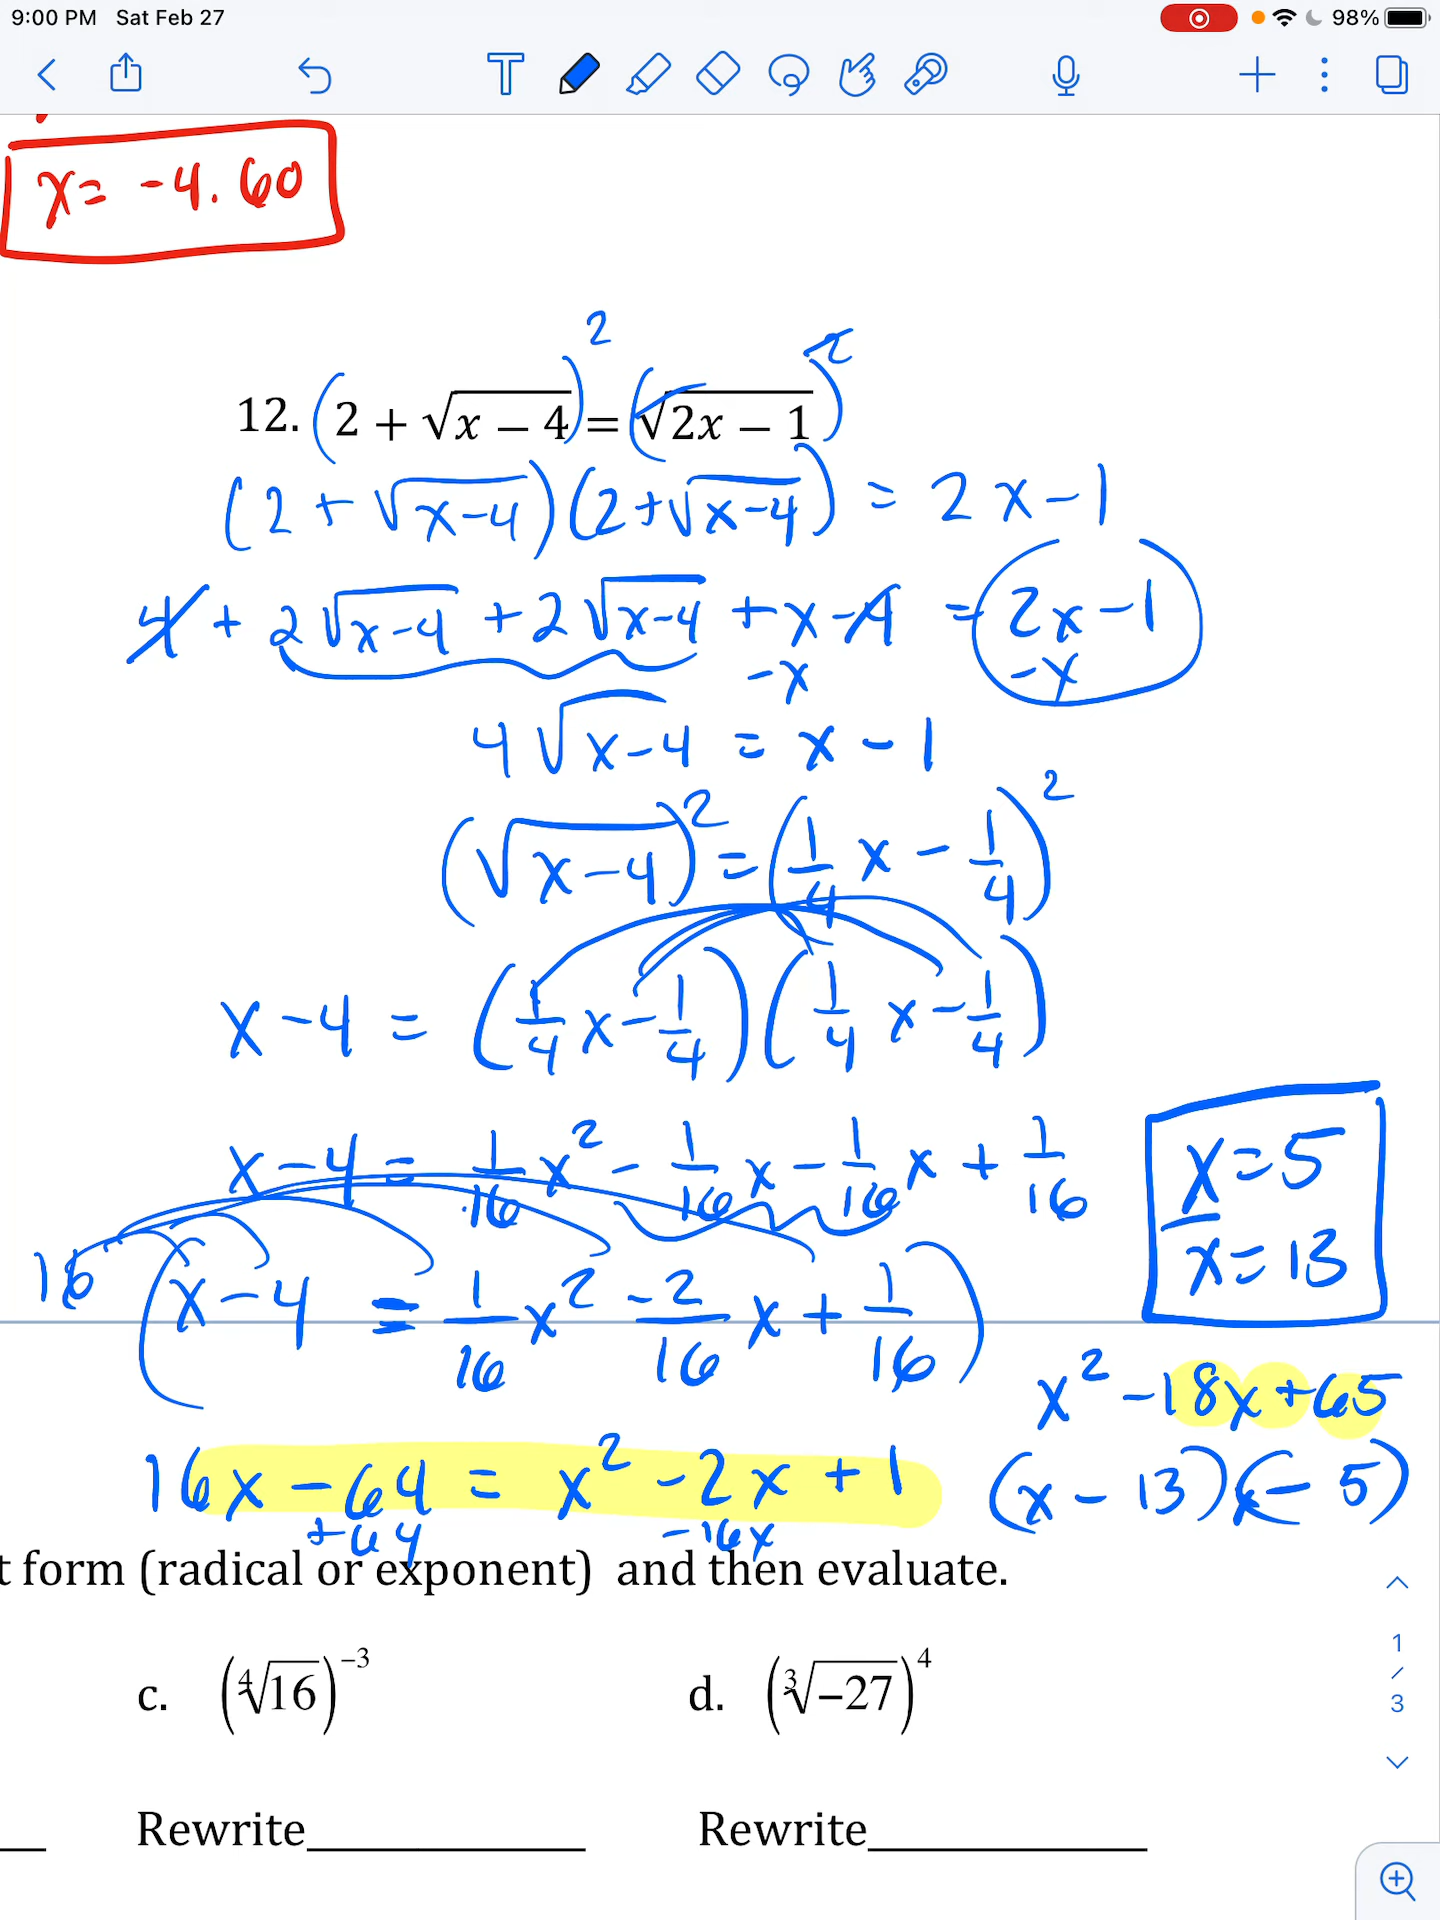 9:00 PM Sat Feb 27 98%
T
x = -4.60
12. (2 + √(x – 4))² = (√(2x – 1))²
(2 + √(x-4))(2 + √(x-4)) = 2x-1
4 + 2√(x-4) + 2√(x-4) + x - 4 = 2x-1
-x -x
4√(x-4) = x - 1
(√(x-4))² = (1/4 x - 1/4)²
x-4 = (1/4 x - 1/4)(1/4 x - 1/4)
x-4 = 1/16 x² - 1/16 x - 1/16 x + 1/16
x=5
x=13
16(x-4 = 1/16 x² - 2/16 x + 1/16)
x² - 18x + 65
16x - 64 = x² - 2x + 1
(x - 13)(x - 5)
+64 -16x
t form (radical or exponent) and then evaluate.
c. (∜16)⁻³ d. (∛−27)⁴
1
/
3
Rewrite____________ Rewrite____________